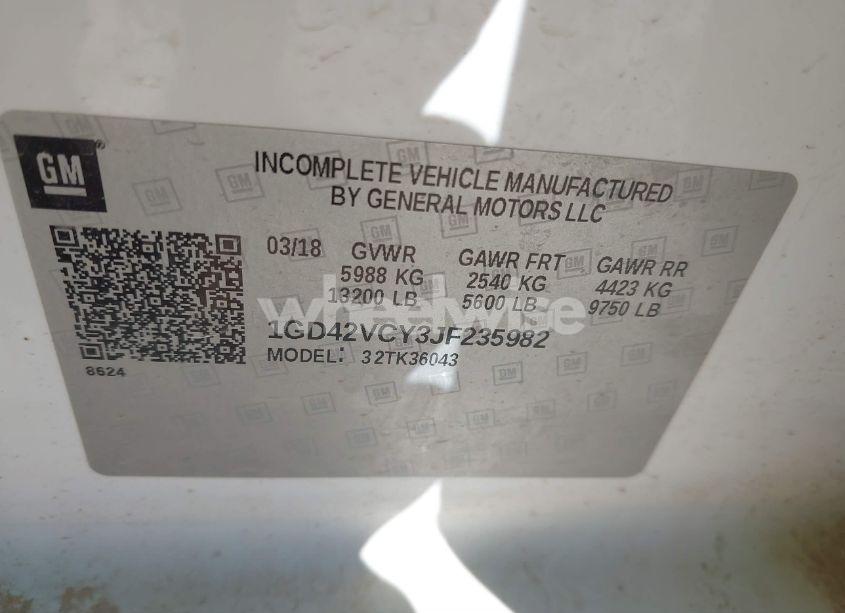 GM
INCOMPLETE VEHICLE MANUFACTURED
BY GENERAL MOTORS LLC
03/18 GVWR GAWR FRT GAWR RR
5988 KG 2540 KG 4423 KG
13200 LB 5600 LB 9750 LB
wheelwise
1GD42VCY3JF235982
MODEL: 32TK36043
8624